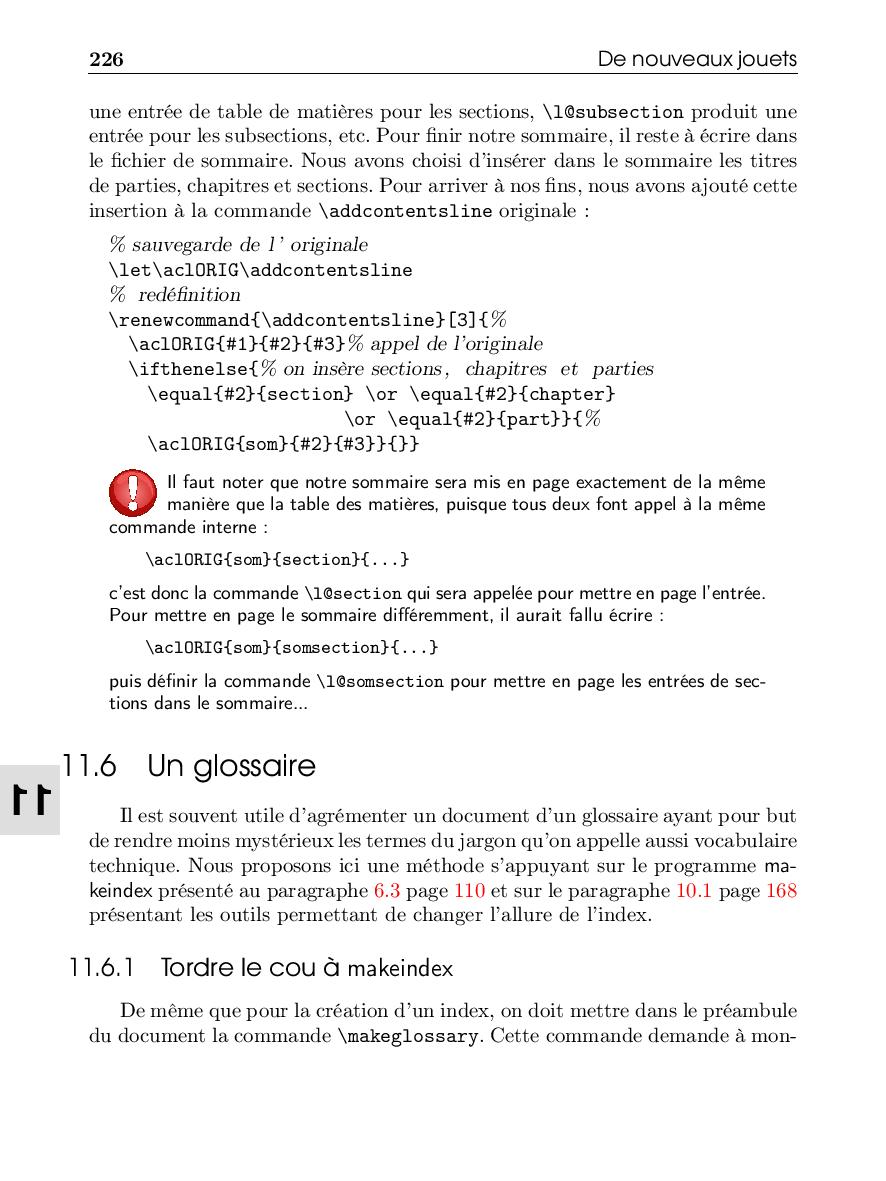 226 De nouveaux jouets
une entrée de table de matières pour les sections, \l@subsection produit une
entrée pour les subsections, etc. Pour finir notre sommaire, il reste à écrire dans
le fichier de sommaire. Nous avons choisi d'insérer dans le sommaire les titres
de parties, chapitres et sections. Pour arriver à nos fins, nous avons ajouté cette
insertion à la commande \addcontentsline originale :
% sauvegarde de l' originale
\let\aclORIG\addcontentsline
% redéfinition
\renewcommand{\addcontentsline}[3]{%
\aclORIG{#1}{#2}{#3}% appel de l'originale
\ifthenelse{% on insère sections, chapitres et parties
\equal{#2}{section} \or \equal{#2}{chapter}
\or \equal{#2}{part}}{%
\aclORIG{som}{#2}{#3}}{}}
Il faut noter que notre sommaire sera mis en page exactement de la même
manière que la table des matières, puisque tous deux font appel à la même
commande interne :
\aclORIG{som}{section}{...}
c'est donc la commande \l@section qui sera appelée pour mettre en page l'entrée.
Pour mettre en page le sommaire différemment, il aurait fallu écrire :
\aclORIG{som}{somsection}{...}
puis définir la commande \l@somsection pour mettre en page les entrées de sec-
tions dans le sommaire...
11.6 Un glossaire
11
Il est souvent utile d'agrémenter un document d'un glossaire ayant pour but
de rendre moins mystérieux les termes du jargon qu'on appelle aussi vocabulaire
technique. Nous proposons ici une méthode s'appuyant sur le programme ma-
keindex présenté au paragraphe 6.3 page 110 et sur le paragraphe 10.1 page 168
présentant les outils permettant de changer l'allure de l'index.
11.6.1 Tordre le cou à makeindex
De même que pour la création d'un index, on doit mettre dans le préambule
du document la commande \makeglossary. Cette commande demande à mon-